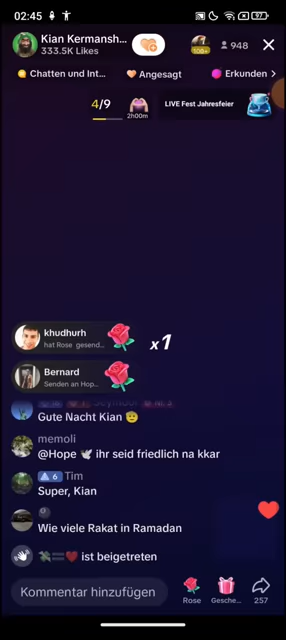 02:45
97
Kian Kermansh...
333.5K Likes
948
Chatten und Int...
Angesagt
Erkunden >
4/9
2h00m
LIVE Fest Jahresfeier
khudhurh
hat Rose gesend...
x1
Bernard
Senden an Hop...
Gute Nacht Kian
memoli
@Hope 🕊 ihr seid friedlich na kkar
6 Tim
Super, Kian
Wie viele Rakat in Ramadan
💸=❤️ ist beigetreten
Kommentar hinzufügen
Rose
Gesche...
257